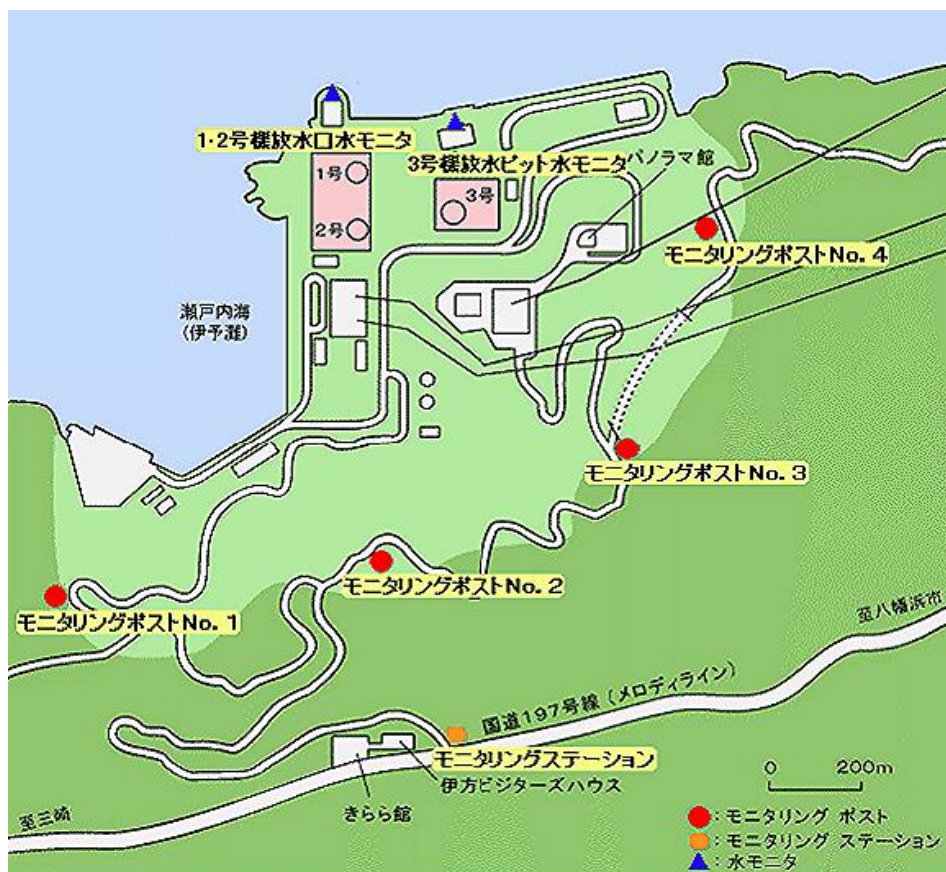 1・2号機放水口水モニタ
3号機放水ピット水モニタ
パノラマ館
1号
3号
2号
モニタリングポストNo. 4
瀬戸内海
(伊予灘)
モニタリングポストNo. 3
モニタリングポストNo. 2
モニタリングポストNo. 1
至八幡浜市
国道197号線(メロディライン)
モニタリングステーション
伊方ビジターズハウス
きらら館
至三崎
0 200m
:モニタリング ポスト
:モニタリング ステーション
:水モニタ